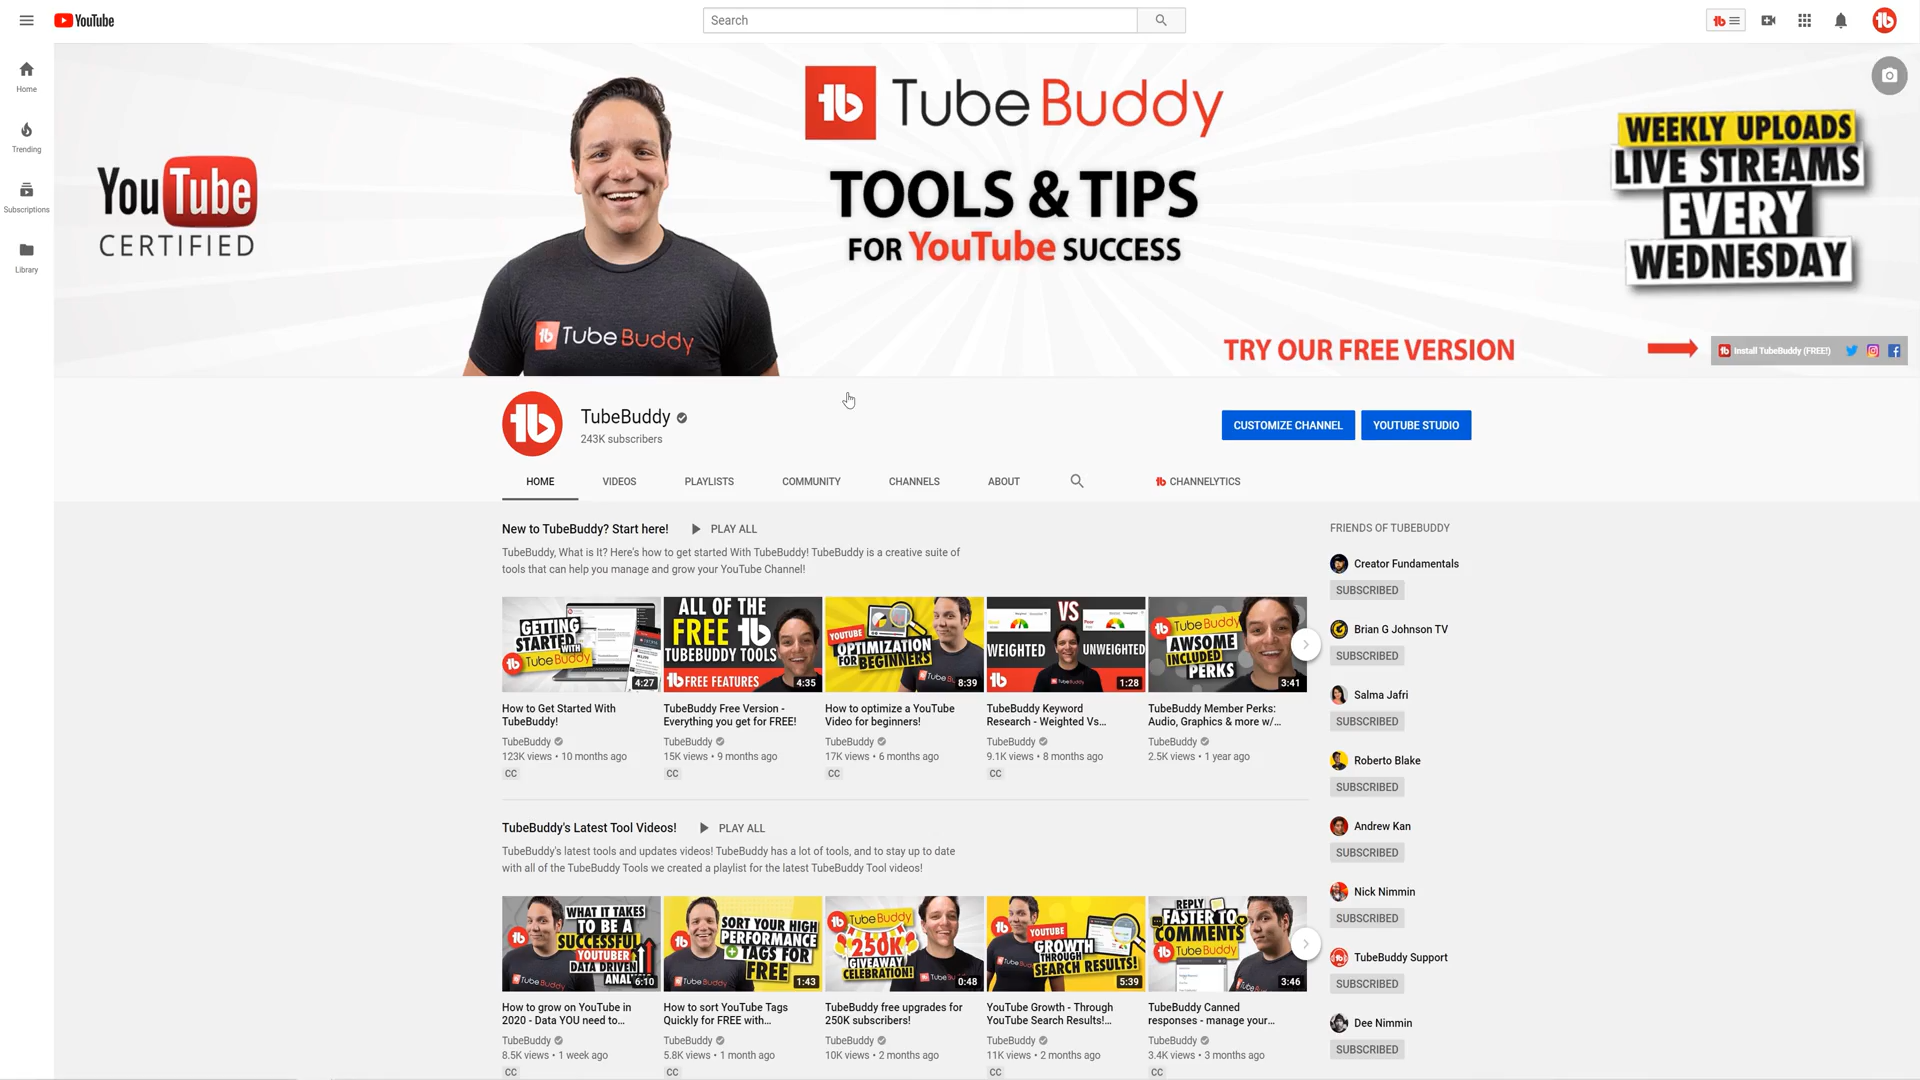 YouTube
Search
Home
Trending
Subscriptions
Library
You Tube
CERTIFIED
TubeBuddy
TubeBuddy
TOOLS & TIPS
FOR YouTube SUCCESS
WEEKLY UPLOADS
LIVE STREAMS
EVERY
WEDNESDAY
TRY OUR FREE VERSION
Install TubeBuddy (FREE!)
TubeBuddy
243K subscribers
CUSTOMIZE CHANNEL
YOUTUBE STUDIO
HOME
VIDEOS
PLAYLISTS
COMMUNITY
CHANNELS
ABOUT
CHANNELYTICS
New to TubeBuddy? Start here!
PLAY ALL
TubeBuddy, What is It? Here's how to get started With TubeBuddy! TubeBuddy is a creative suite of
tools that can help you manage and grow your YouTube Channel!
GETTING
STARTED
WITH
TubeBuddy
4:27
How to Get Started With
TubeBuddy!
TubeBuddy
123K views • 10 months ago
CC
ALL OF THE
FREE
TUBEBUDDY TOOLS
FREE FEATURES
4:35
TubeBuddy Free Version -
Everything you get for FREE!
TubeBuddy
15K views • 9 months ago
CC
YOUTUBE
OPTIMIZATION
FOR BEGINNERS
8:39
How to optimize a YouTube
Video for beginners!
TubeBuddy
17K views • 6 months ago
CC
VS
WEIGHTED
UNWEIGHTED
1:28
TubeBuddy Keyword
Research - Weighted Vs...
TubeBuddy
9.1K views • 8 months ago
CC
TubeBuddy
AWSOME
INCLUDED
PERKS
3:41
TubeBuddy Member Perks:
Audio, Graphics & more w/...
TubeBuddy
2.5K views • 1 year ago
TubeBuddy's Latest Tool Videos!
PLAY ALL
TubeBuddy's latest tools and updates videos! TubeBuddy has a lot of tools, and to stay up to date
with all of the TubeBuddy Tools we created a playlist for the latest TubeBuddy Tool videos!
WHAT IT TAKES
TO BE A
SUCCESSFUL
YOUTUBER
DATA DRIVEN
6:10
How to grow on YouTube in
2020 - Data YOU need to...
TubeBuddy
8.5K views • 1 week ago
CC
SORT YOUR HIGH
PERFORMANCE
TAGS FOR
FREE
1:43
How to sort YouTube Tags
Quickly for FREE with...
TubeBuddy
5.8K views • 1 month ago
TubeBuddy
250K
GIVEAWAY
CELEBRATION!
0:48
TubeBuddy free upgrades for
250K subscribers!
TubeBuddy
10K views • 2 months ago
YOUTUBE
GROWTH
THROUGH
SEARCH RESULTS!
5:39
YouTube Growth - Through
YouTube Search Results!...
TubeBuddy
11K views • 2 months ago
CC
REPLY
FASTER TO
COMMENTS
TubeBuddy
3:46
TubeBuddy Canned
responses - manage your...
TubeBuddy
3.4K views • 3 months ago
CC
FRIENDS OF TUBEBUDDY
Creator Fundamentals
SUBSCRIBED
Brian G Johnson TV
SUBSCRIBED
Salma Jafri
SUBSCRIBED
Roberto Blake
SUBSCRIBED
Andrew Kan
SUBSCRIBED
Nick Nimmin
SUBSCRIBED
TubeBuddy Support
SUBSCRIBED
Dee Nimmin
SUBSCRIBED